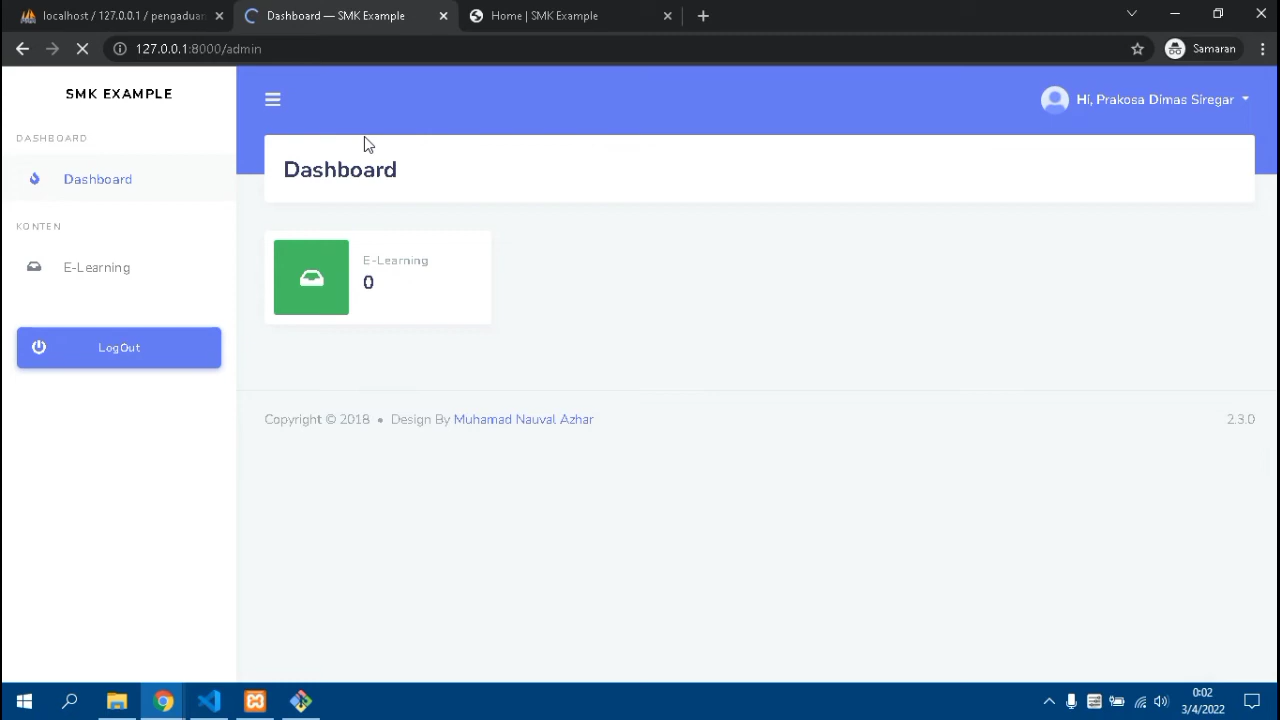 localhost / 127.0.0.1 / pengaduan
Dashboard — SMK Example
Home | SMK Example
127.0.0.1:8000/admin
Samaran
SMK EXAMPLE
Hi, Prakosa Dimas Siregar
DASHBOARD
Dashboard
Dashboard
KONTEN
E-Learning
E-Learning
0
LogOut
Copyright © 2018 • Design By Muhamad Nauval Azhar
2.3.0
0:02
3/4/2022